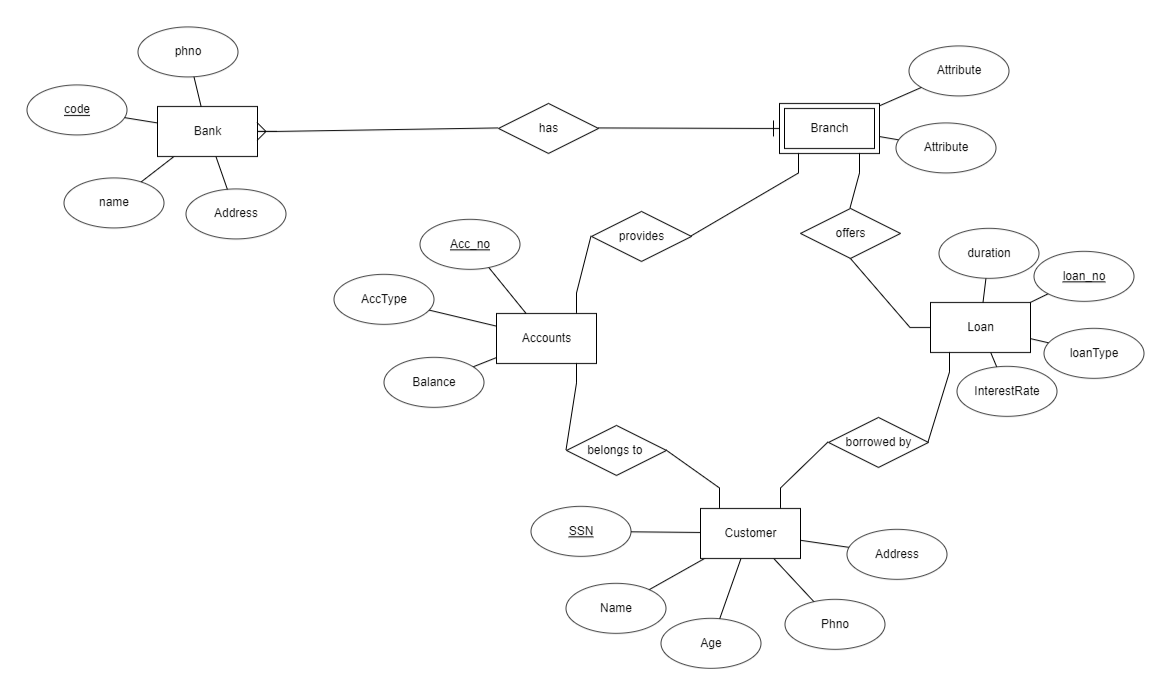 phno
code
Bank
name
Address
has
Branch
Attribute
Attribute
provides
offers
Acc_no
AccType
Accounts
Balance
duration
loan_no
Loan
loanType
InterestRate
belongs to
borrowed by
SSN
Customer
Address
Name
Age
Phno